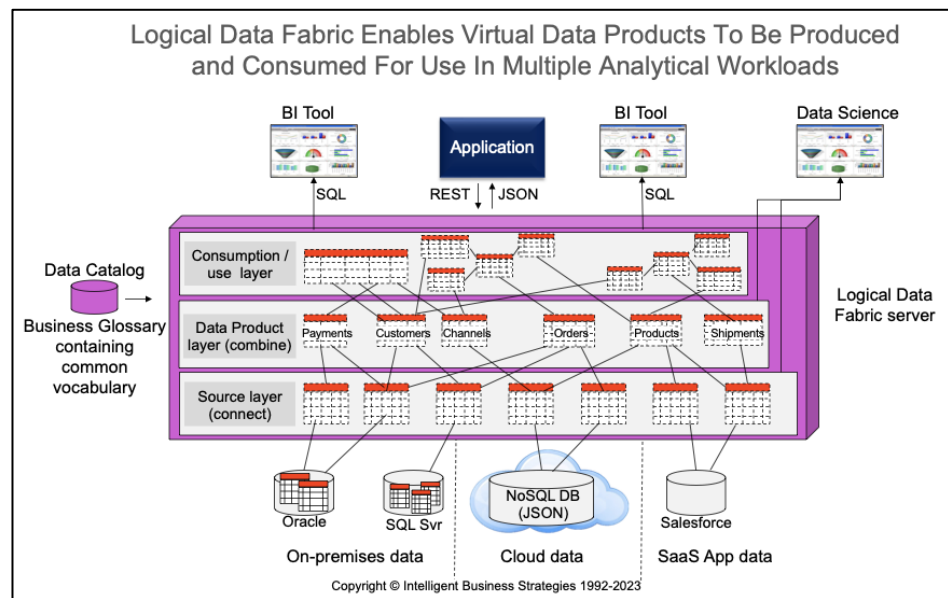 Logical Data Fabric Enables Virtual Data Products To Be Produced
and Consumed For Use In Multiple Analytical Workloads
BI Tool
Application
BI Tool
Data Science
SQL
REST
JSON
SQL
Consumption /
use layer
Data Catalog
Business Glossary
containing
common
vocabulary
Logical Data
Fabric server
Data Product
layer (combine)
Payments
Customers
Channels
Orders
Products
Shipments
Source layer
(connect)
Oracle
SQL Svr
NoSQL DB
(JSON)
Salesforce
On-premises data
Cloud data
SaaS App data
Copyright © Intelligent Business Strategies 1992-2023